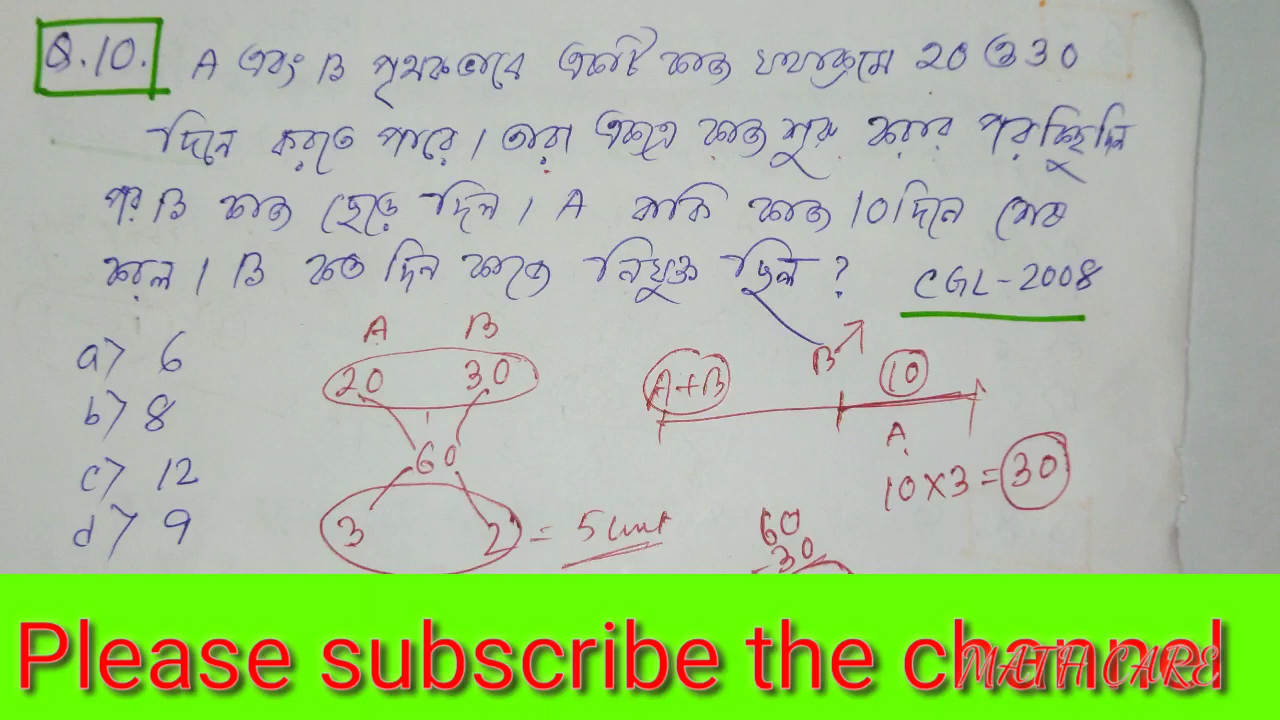 Q.10. A এবং B পৃথকভাবে একটি কাজ যথাক্রমে 20 ও 30
দিনে করতে পারে। তারা একত্রে কাজ শুরু করার পর কিছুদিন
পর B কাজ ছেড়ে দিল। A বাকি কাজ 10 দিনে শেষ
করল। B কত দিন কাজে নিযুক্ত ছিল? CGL-2008
a> 6
b> 8
c> 12
d> 9
A B
20 30
60
3 2 = 5 unit
A+B B 10
A
10×3 = 30
60
-30
Please subscribe the channel
MATH CARE